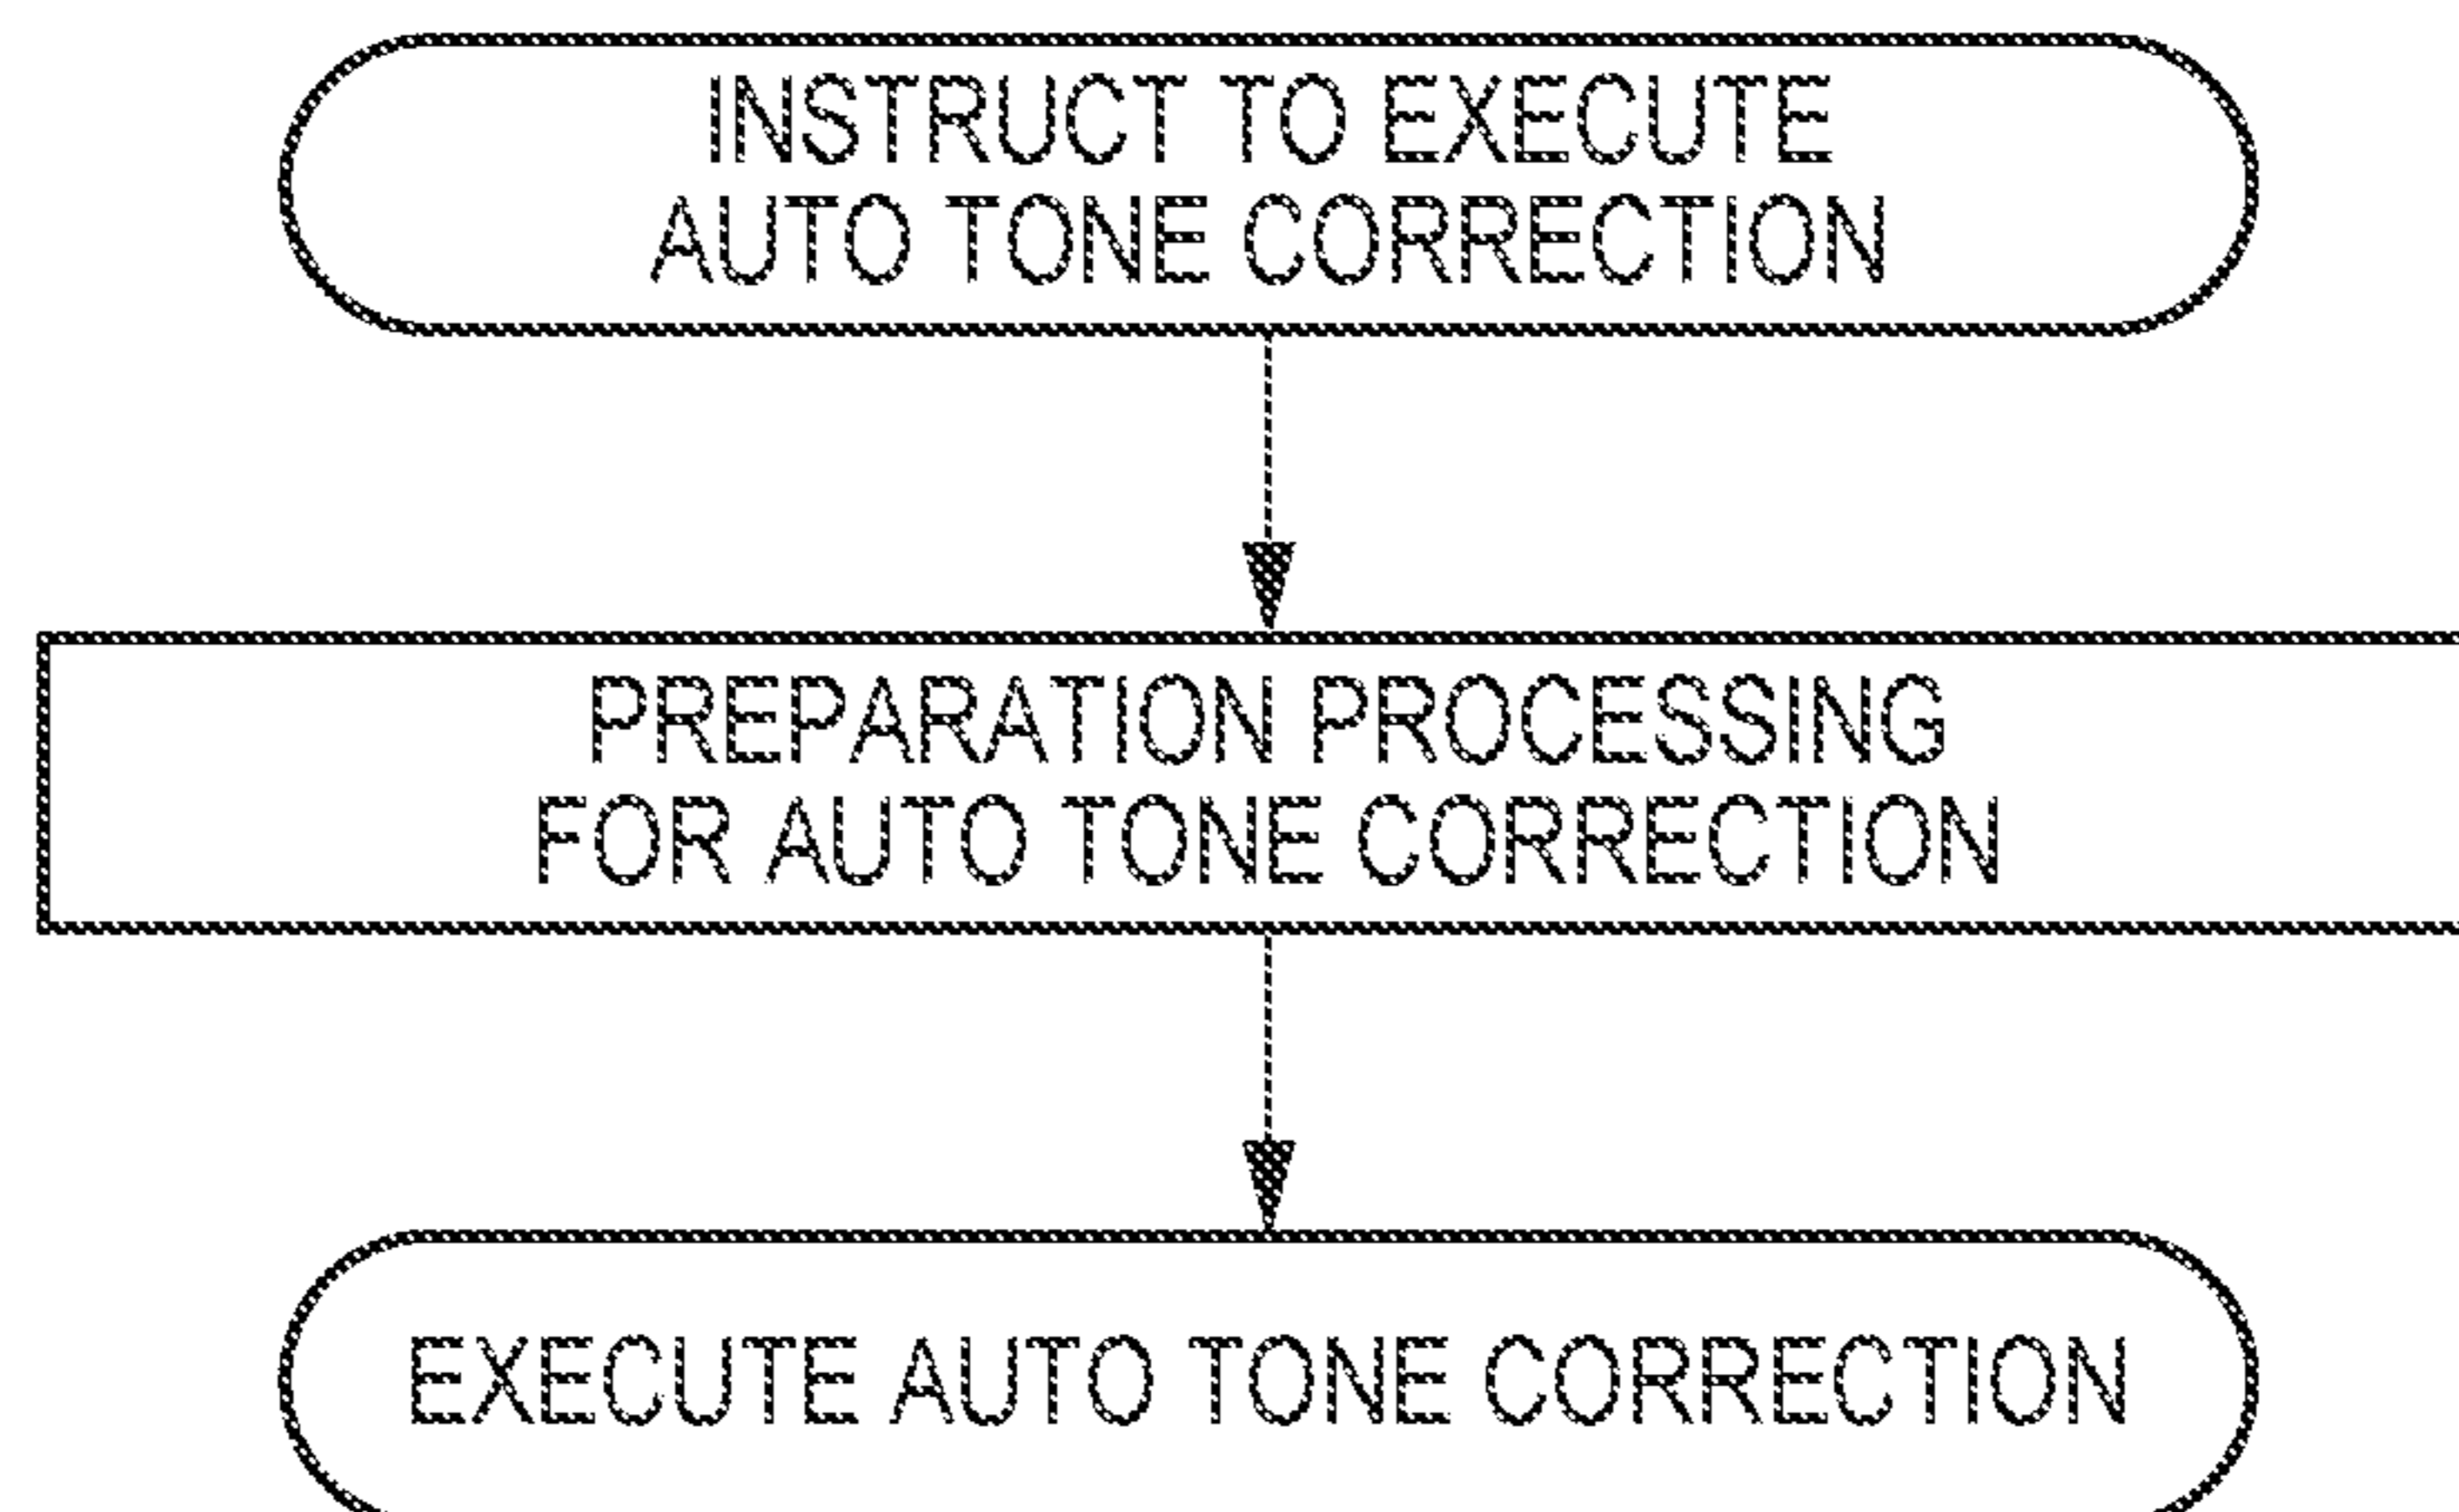 INSTRUCT TO EXECUTE
AUTO TONE CORRECTION
PREPARATION PROCESSING
FOR AUTO TONE CORRECTION
EXECUTE AUTO TONE CORRECTION